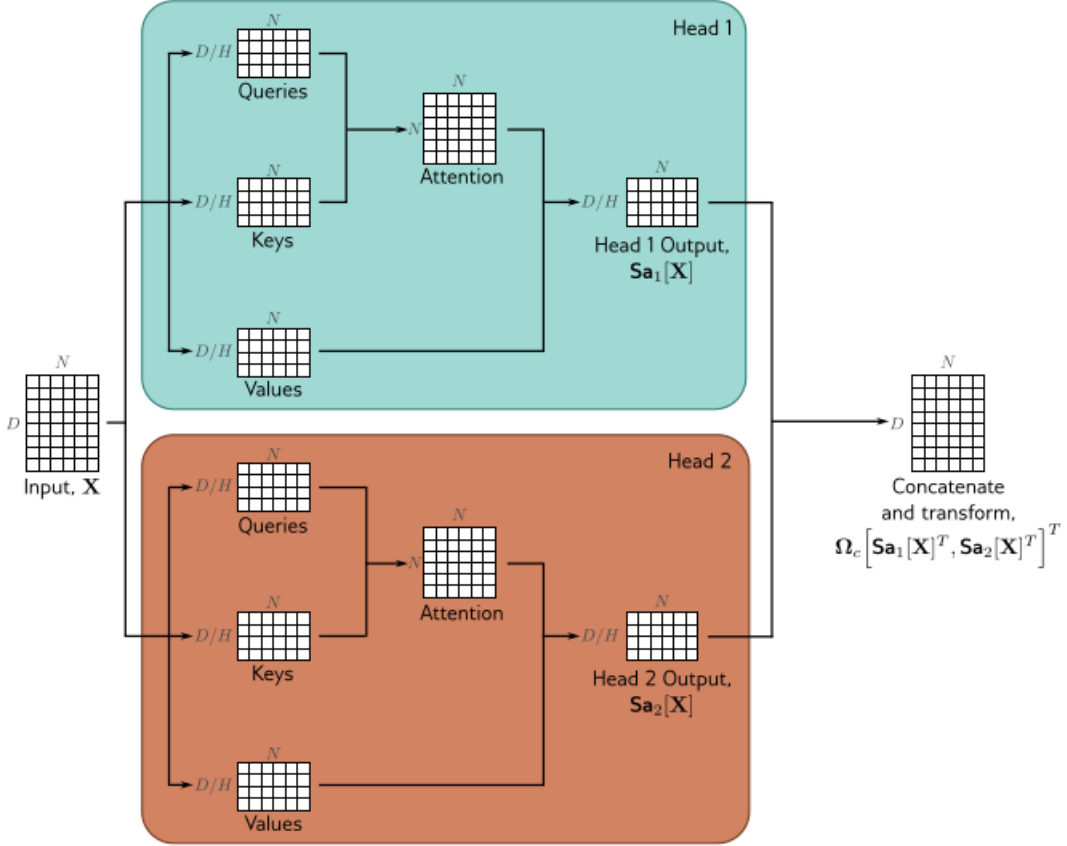 Head 1
N
D/H
Queries
N
N
Attention
N
D/H
Keys
N
D/H
Head 1 Output,
Sa₁[X]
N
D/H
Values
N
D
Input, X
Head 2
N
D/H
Queries
N
N
Attention
N
D/H
Keys
N
D/H
Head 2 Output,
Sa₂[X]
N
D/H
Values
N
D
Concatenate
and transform,
Ω_c[Sa₁[X]ᵀ, Sa₂[X]ᵀ]ᵀ